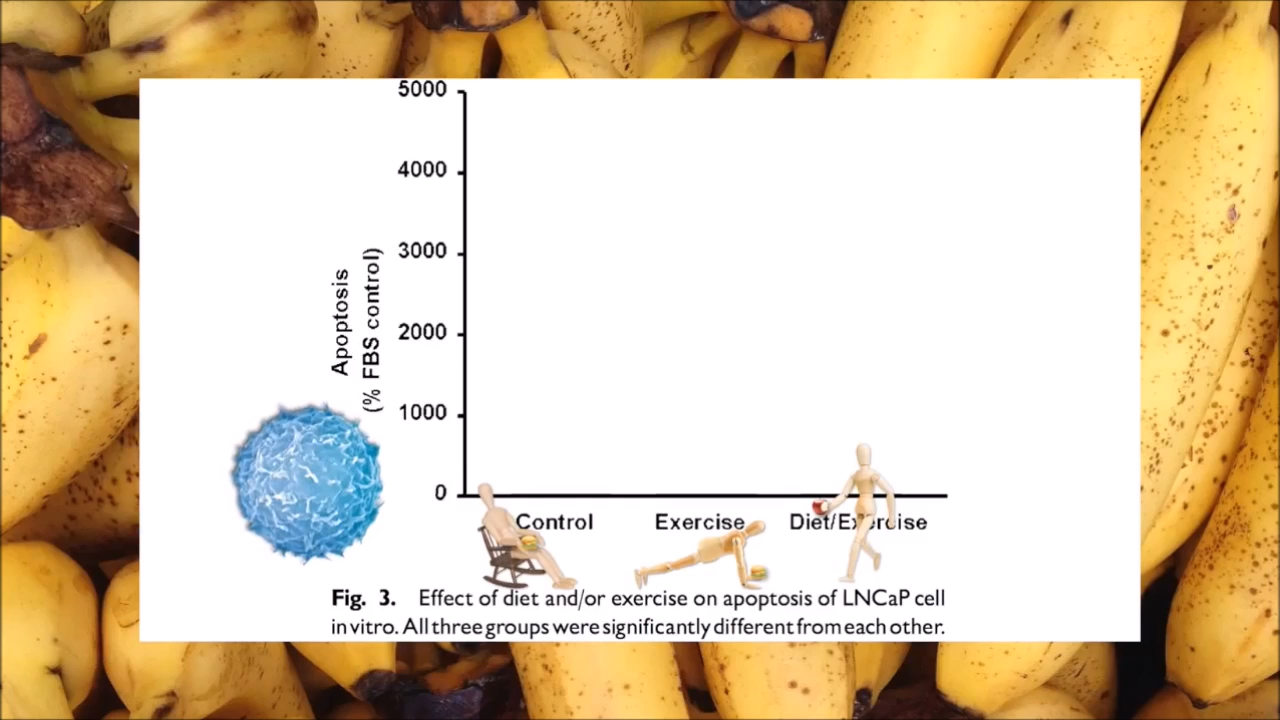 5000
4000
3000
2000
1000
0
Apoptosis
(% FBS control)
Control Exercise Diet/Exercise
Fig. 3. Effect of diet and/or exercise on apoptosis of LNCaP cell
in vitro. All three groups were significantly different from each other.